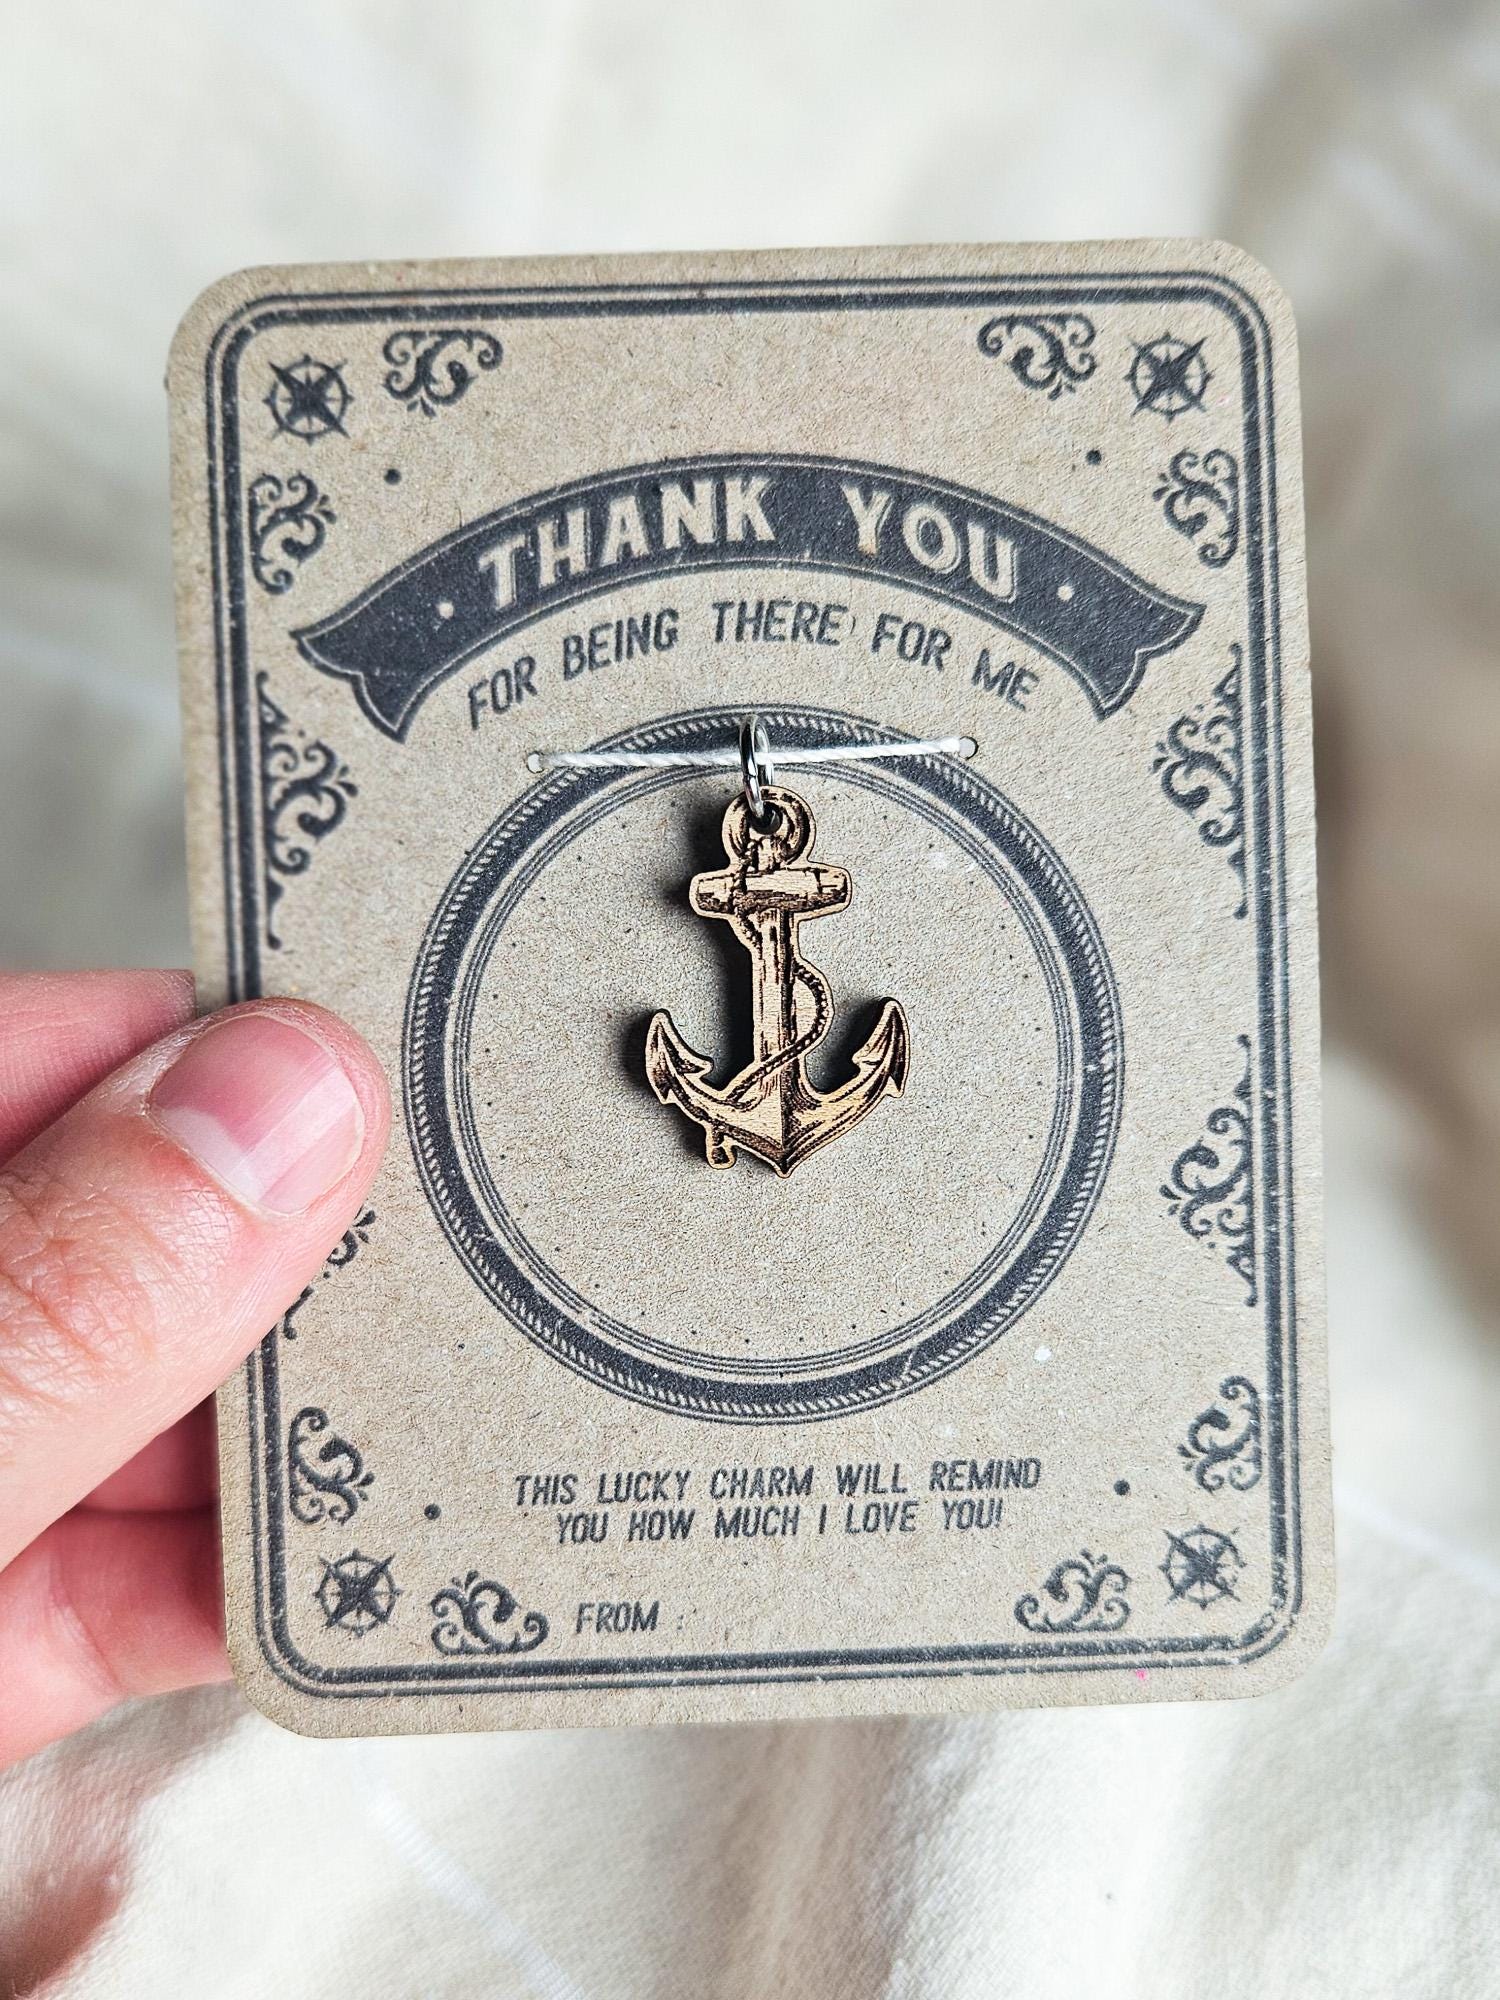 THANK YOU
FOR BEING THERE FOR ME
THIS LUCKY CHARM WILL REMIND
YOU HOW MUCH I LOVE YOU!
FROM :